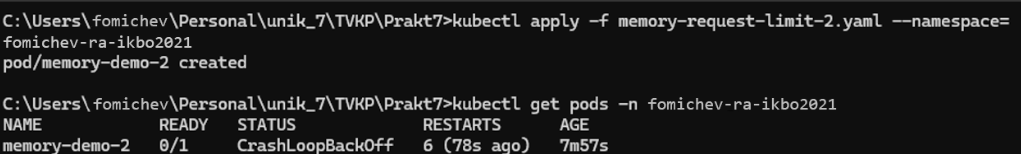 C:\Users\fomichev\Personal\unik_7\TVKP\Prakt7>kubectl apply -f memory-request-limit-2.yaml --namespace=
fomichev-ra-ikbo2021
pod/memory-demo-2 created
C:\Users\fomichev\Personal\unik_7\TVKP\Prakt7>kubectl get pods -n fomichev-ra-ikbo2021
NAME READY STATUS RESTARTS AGE
memory-demo-2 0/1 CrashLoopBackOff 6 (78s ago) 7m57s